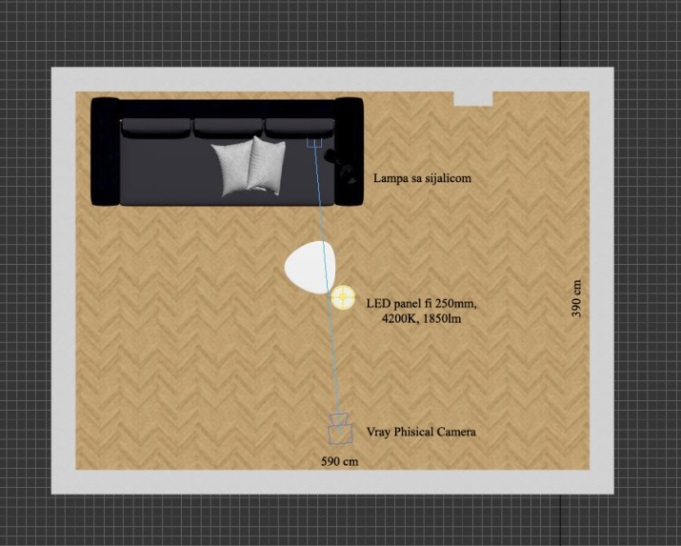 Lampa sa sijalicom
LED panel fi 250mm,
4200K, 1850lm
390 cm
Vray Phisical Camera
590 cm